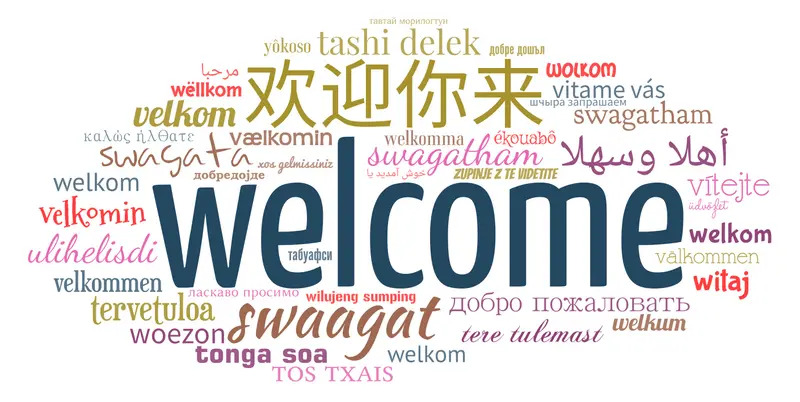 тавтай морилогтун
yôkoso tashi delek добре дошъл
مرحبا 欢迎你来 wolkom
wëllkom vitame vás
velkom шчыра запрашаем
swagatham
καλώς ήλθατε vælkomin welkomma ékouabô
swagata xos gelmissiniz swagatham أهلا وسهلا
добредојде خوش آمدید یا ZUPINJE Z TE VIDETITE
welkom welcome vítejte
üdvöfet
velkomin welkom
ulihelisdi табуафси vălkommen
velkommen witaj
ласкаво просимо wilujeng sumping
tervetuloa swaagat добро пожаловать
woezon tere tulemast welkum
tonga soa welkom
TOS TXAIS